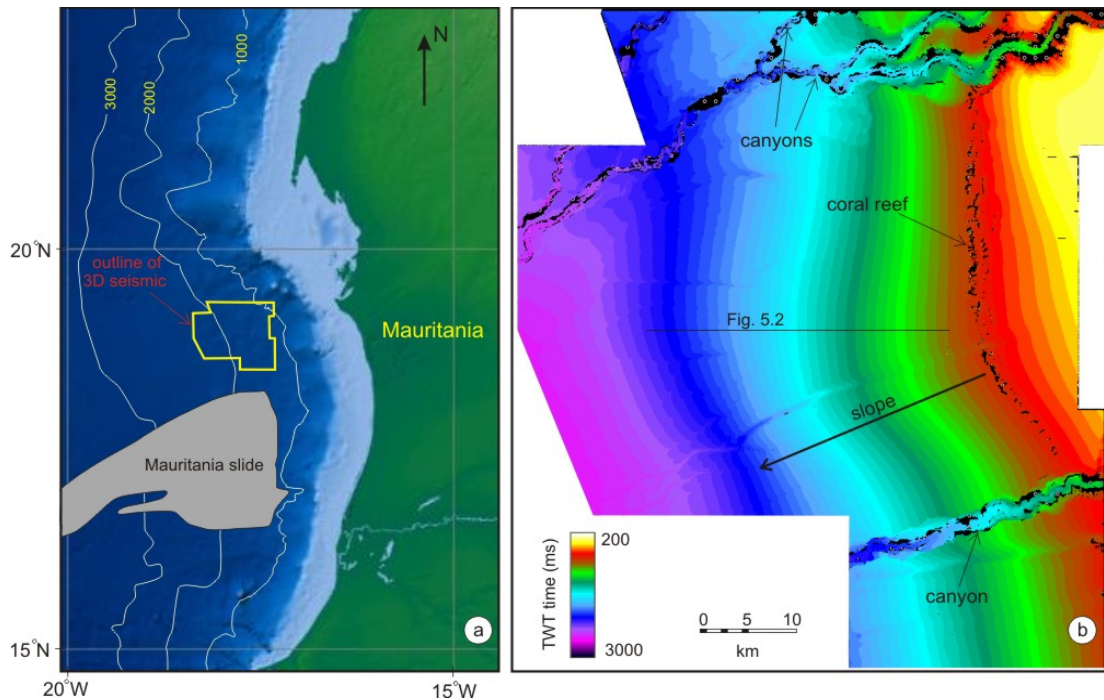 N
3000
2000
1000
20°N
outline of
3D seismic
Mauritania
Mauritania slide
15°N
a
20°W
15°W
canyons
coral reef
Fig. 5.2
slope
canyon
TWT time (ms)
200
3000
0 5 10
km
b